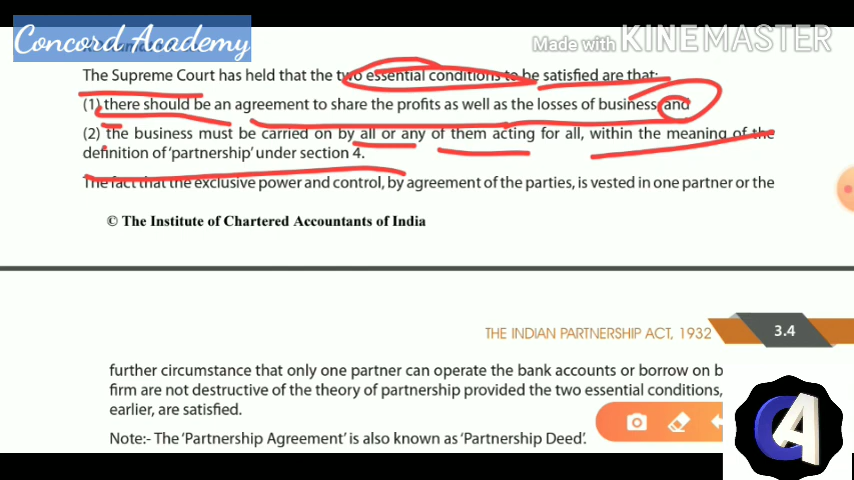 Concord Academy
Made with KINEMASTER
The Supreme Court has held that the two essential conditions to be satisfied are that:
(1) there should be an agreement to share the profits as well as the losses of business and
(2) the business must be carried on by all or any of them acting for all, within the meaning of the
definition of 'partnership' under section 4.
The fact that the exclusive power and control, by agreement of the parties, is vested in one partner or the
© The Institute of Chartered Accountants of India
THE INDIAN PARTNERSHIP ACT, 1932 3.4
further circumstance that only one partner can operate the bank accounts or borrow on b
firm are not destructive of the theory of partnership provided the two essential conditions,
earlier, are satisfied.
Note:- The 'Partnership Agreement' is also known as 'Partnership Deed'.
CA